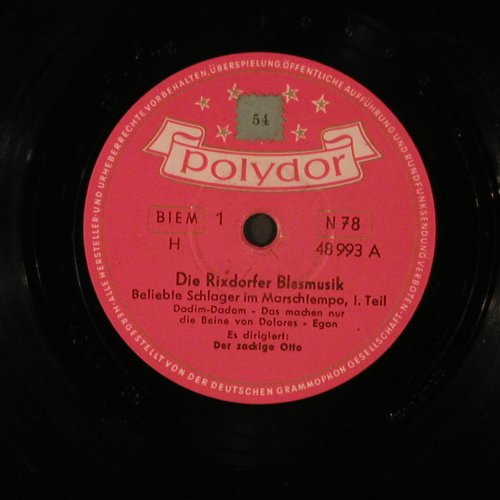 ALLE HERSTELLER- UND URHEBERRECHTE VORBEHALTEN. ÜBERSPIELUNG, ÖFFENTLICHE AUFFÜHRUNG UND RUNDFUNKSENDUNG VERBOTEN
54
polydor
BIEM 1 N 78
H 48 993 A
Die Rixdorfer Blasmusik
Beliebte Schlager im Marschtempo, I. Teil
Dadim-Dadom - Das machen nur
die Beine von Dolores - Egon
Es dirigiert:
Der zackige Otto
HERGESTELLT VON DER DEUTSCHEN GRAMMOPHON GESELLSCHAFT